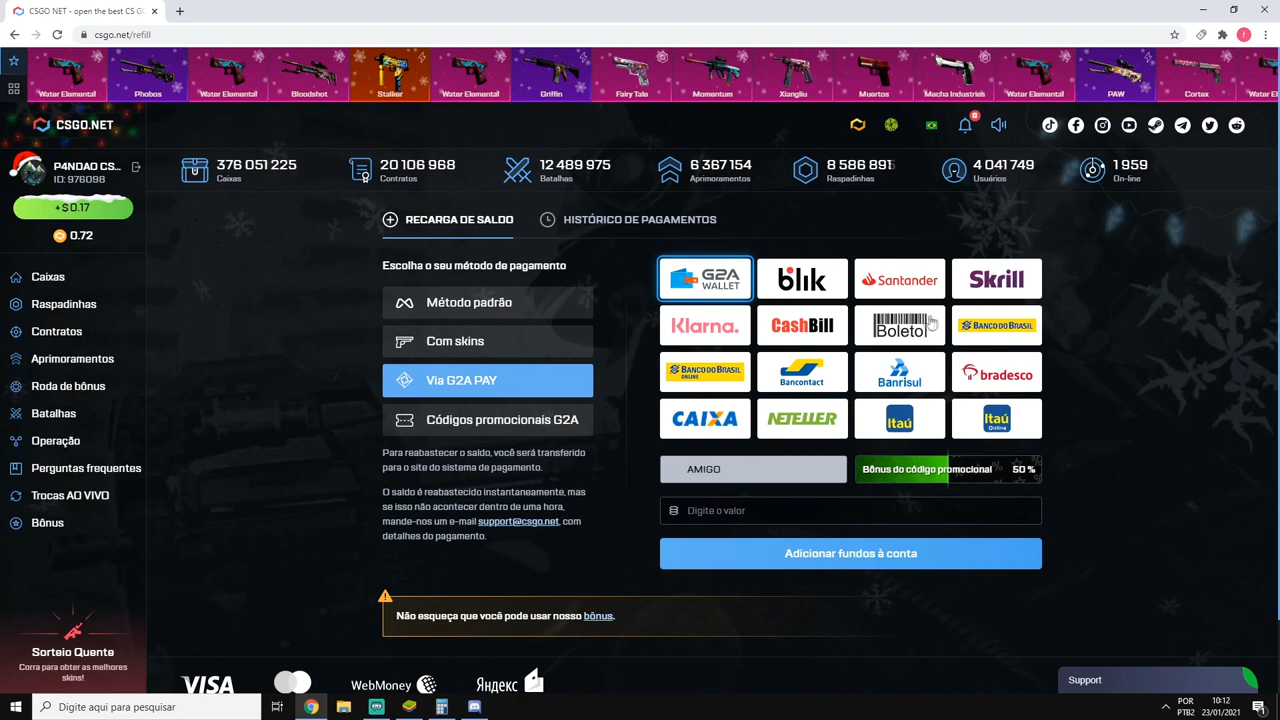 CSGO NET - open the best CS GO
csgo.net/refill
Water Elemental
Phobos
Water Elemental
Bloodshot
Stalker
Water Elemental
Griffin
Fairy Tale
Momentum
Xiangliu
Muertos
Mecha Industries
Water Elemental
PAW
Cortex
CSGO.NET
8
P4NDAO CS...
ID: 976098
+$0.17
0.72
376 051 225
Caixas
20 106 968
Contratos
12 489 975
Batalhas
6 367 154
Aprimoramentos
8 586 891
Raspadinhas
4 041 749
Usuários
1 959
On-line
Caixas
Raspadinhas
Contratos
Aprimoramentos
Roda de bônus
Batalhas
Operação
Perguntas frequentes
Trocas AO VIVO
Bônus
Sorteio Quente
Corra para obter as melhores
skins!
RECARGA DE SALDO
HISTÓRICO DE PAGAMENTOS
Escolha o seu método de pagamento
Método padrão
Com skins
Via G2A PAY
Códigos promocionais G2A
Para reabastecer o saldo, você será transferido
para o site do sistema de pagamento.
O saldo é reabastecido instantaneamente, mas
se isso não acontecer dentro de uma hora,
mande-nos um e-mail support@csgo.net, com
detalhes do pagamento.
G2A
WALLET
blik
Santander
Skrill
Klarna.
CashBill
Boleto
BANCO DO BRASIL
BANCO DO BRASIL
ONLINE
Bancontact
Banrisul
bradesco
CAIXA
NETELLER
Itaú
Itaú
Online
AMIGO
Bônus do código promocional 50 %
Digite o valor
Adicionar fundos à conta
Não esqueça que você pode usar nosso bônus.
VISA
WebMoney
Яндекс
Support
Digite aqui para pesquisar
POR
PTB2
10:12
23/01/2021
1